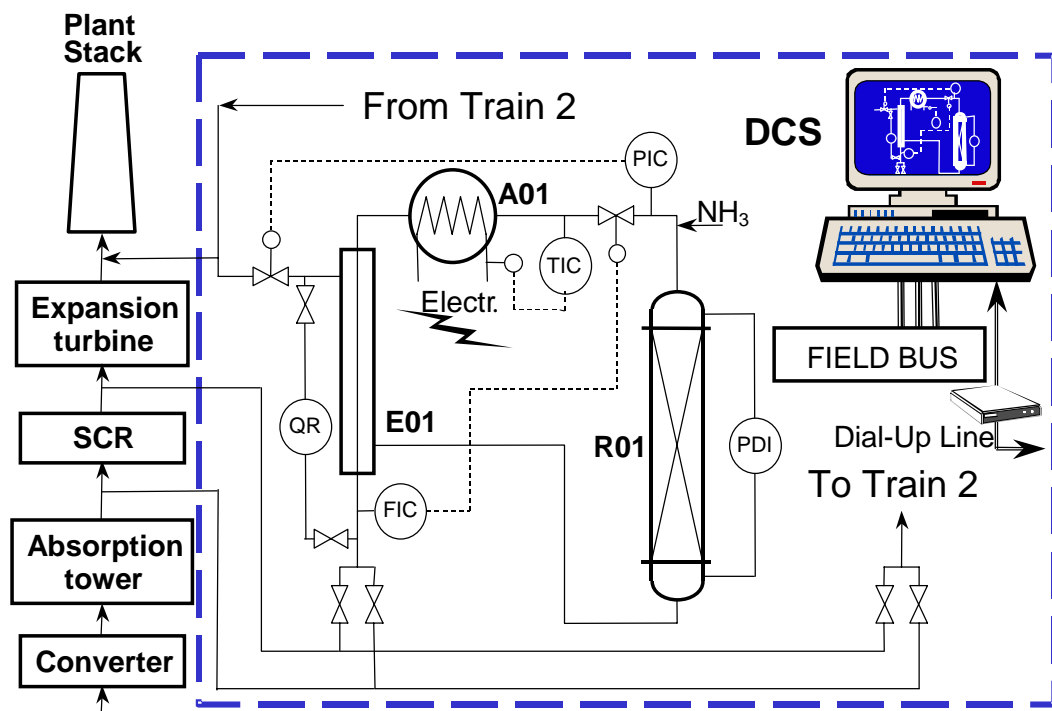 Plant
Stack
From Train 2
DCS
PIC
A01
NH₃
TIC
Electr.
Expansion
turbine
FIELD BUS
QR
E01
SCR
R01
PDI
Dial-Up Line
To Train 2
FIC
Absorption
tower
Converter